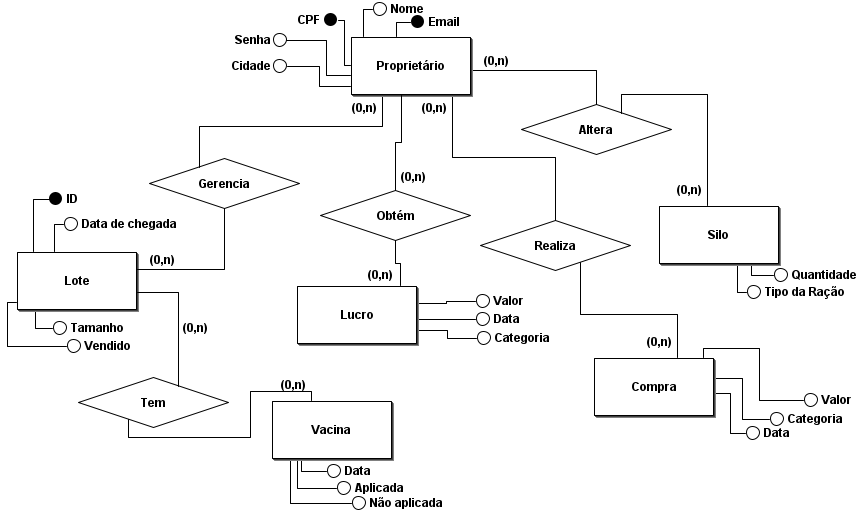 Nome
CPF
Email
Senha
Cidade
Proprietário
(0,n)
(0,n)
(0,n)
Altera
Gerencia
(0,n)
(0,n)
ID
Data de chegada
Obtém
Realiza
Silo
(0,n)
(0,n)
Quantidade
Tipo da Ração
Lote
Lucro
Valor
Data
Categoria
Tamanho
Vendido
(0,n)
(0,n)
Compra
Tem
(0,n)
Valor
Categoria
Data
Vacina
Data
Aplicada
Não aplicada